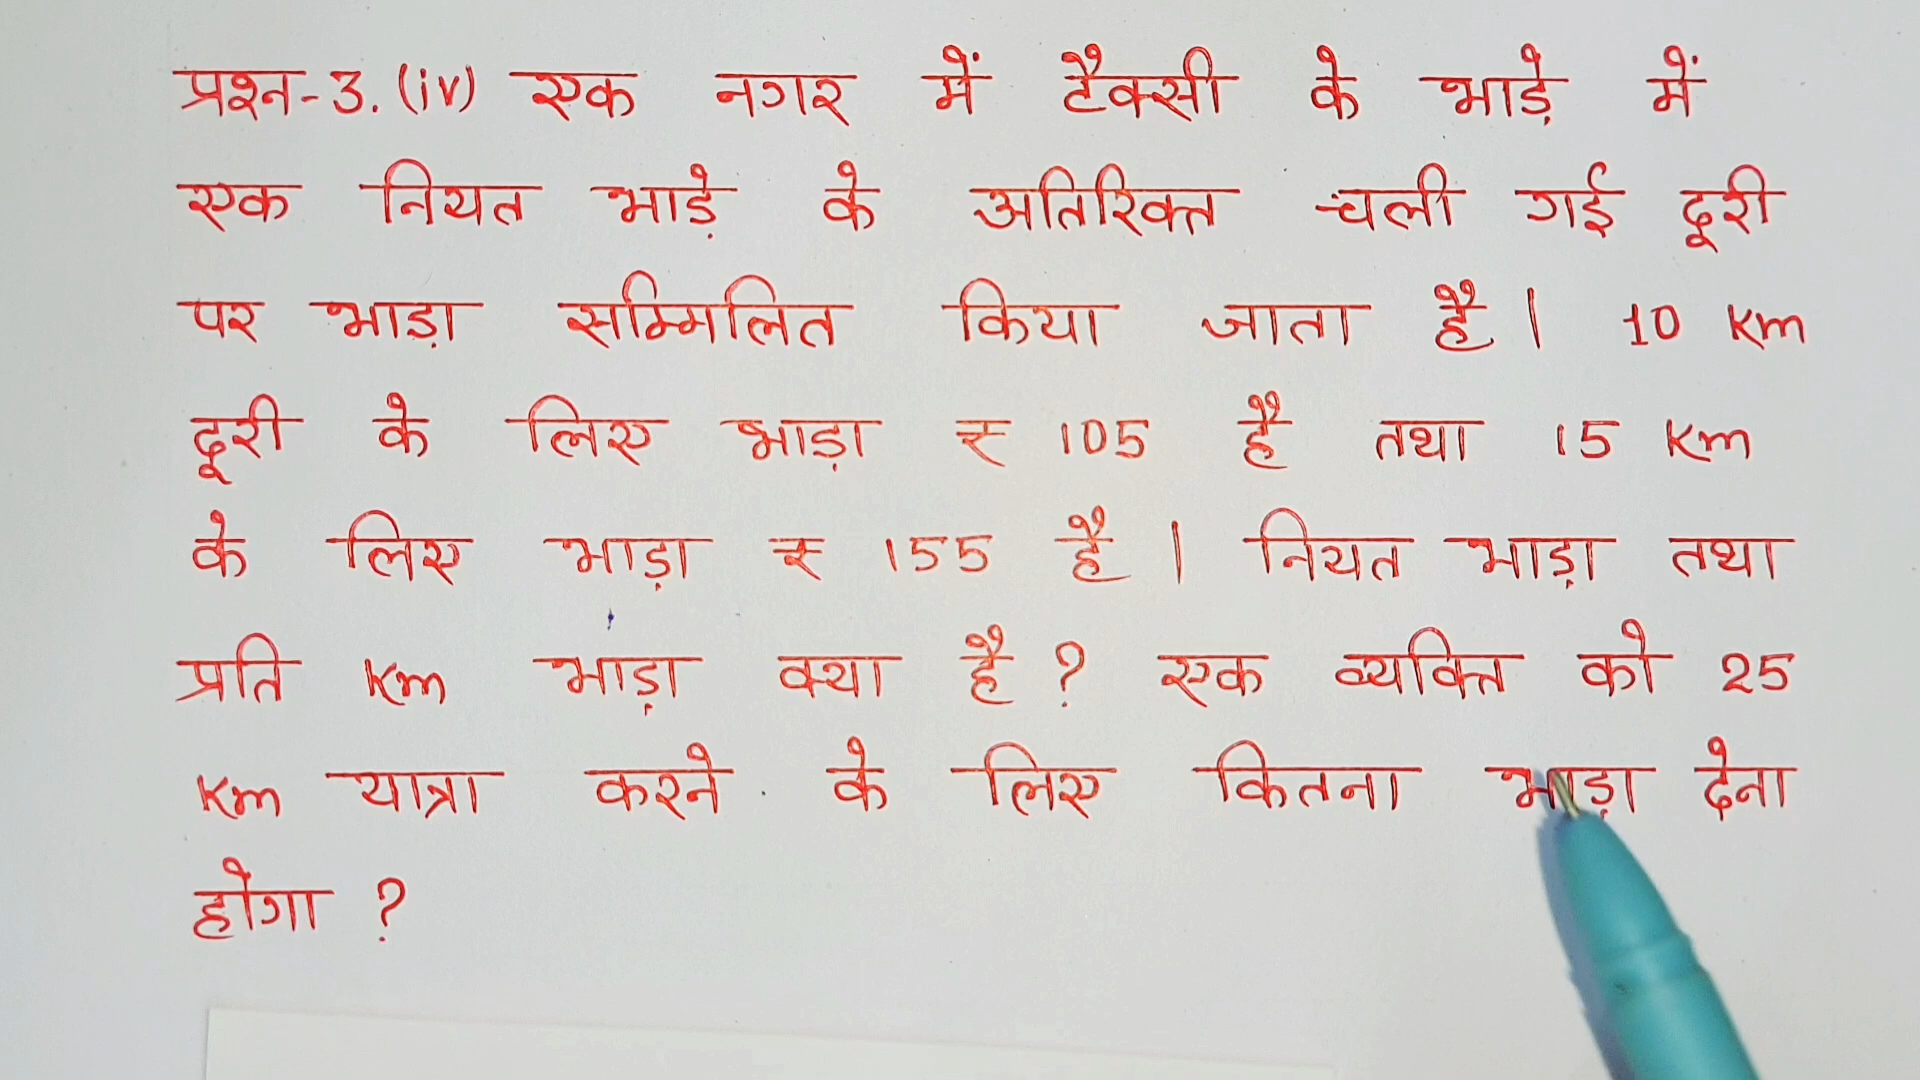 प्रश्न-3. (iv) एक नगर में टैक्सी के भाड़े में
एक नियत भाड़े के अतिरिक्त चली गई दूरी
पर भाड़ा सम्मिलित किया जाता है। 10 km
दूरी के लिए भाड़ा ₹ 105 है तथा 15 km
के लिए भाड़ा ₹ 155 है। नियत भाड़ा तथा
प्रति km भाड़ा क्या है? एक व्यक्ति को 25
km यात्रा करने के लिए कितना भाड़ा देना
होगा?